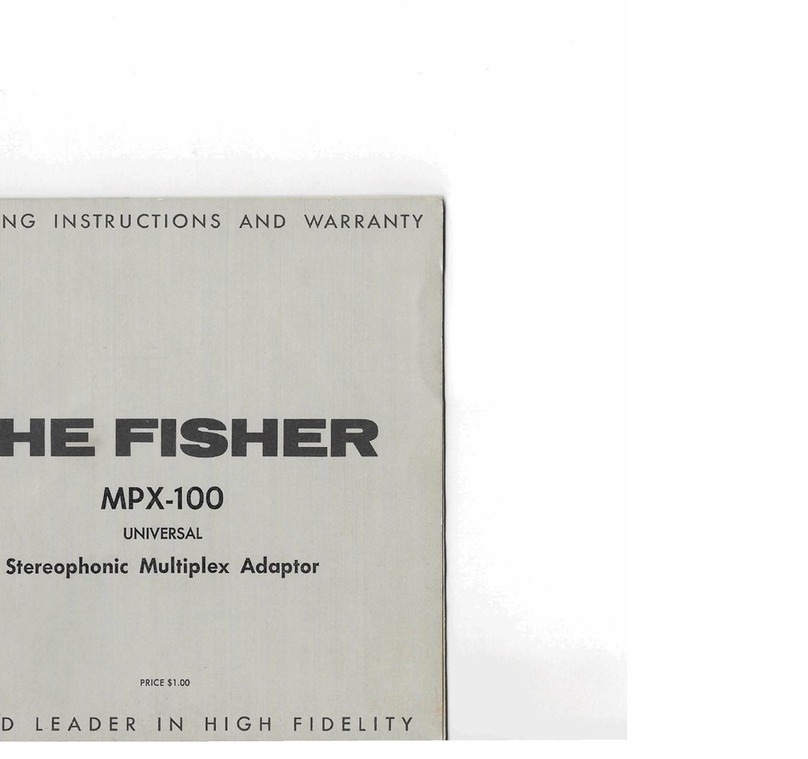 NG INSTRUCTIONS AND WARRANTY
HE FISHER
MPX-100
UNIVERSAL
Stereophonic Multiplex Adaptor
PRICE $1.00
D LEADER IN HIGH FIDELITY